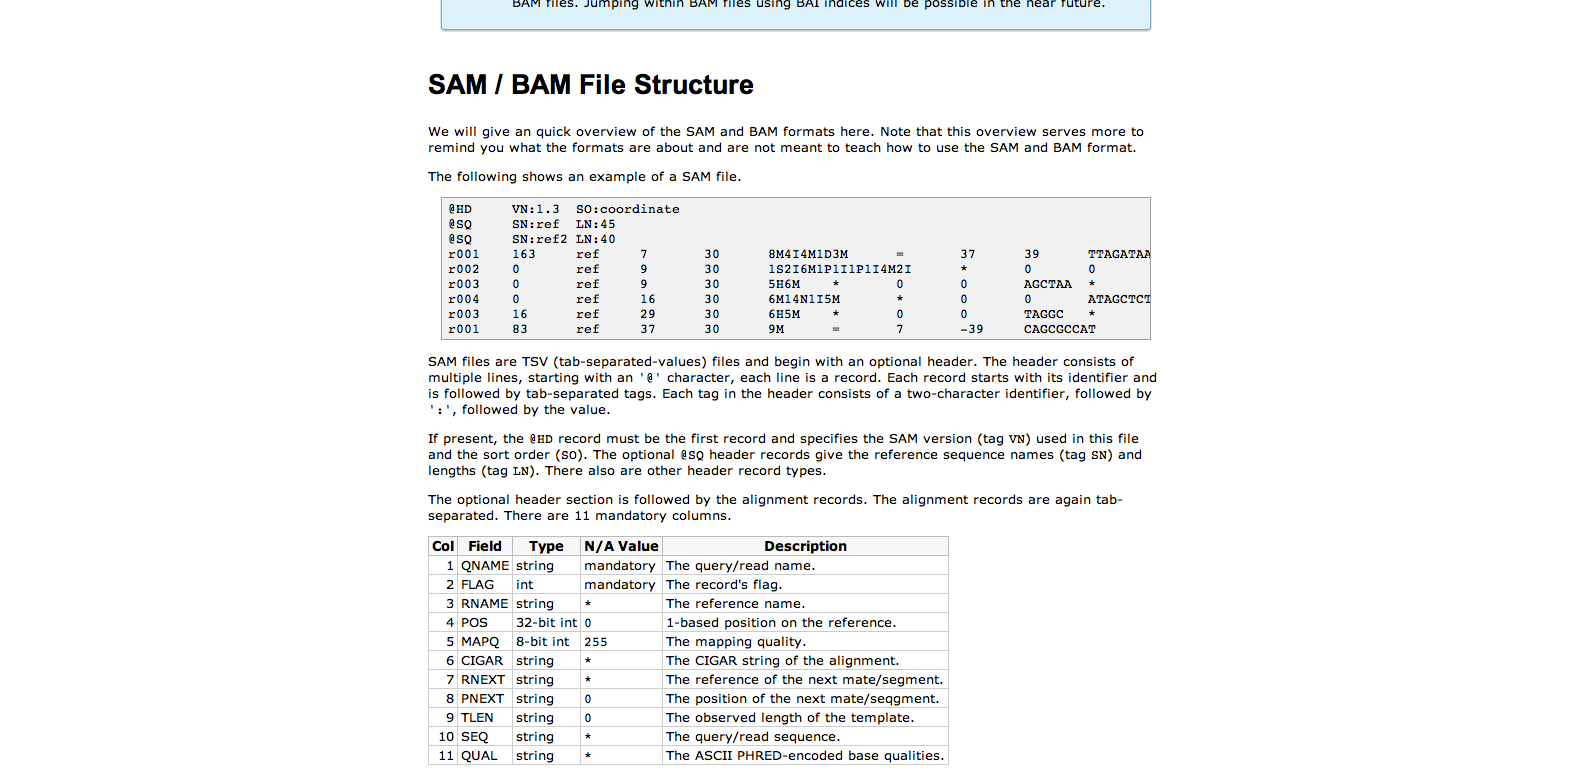 BAM files. Jumping within BAM files using BAI indices will be possible in the near future.
SAM / BAM File Structure
We will give an quick overview of the SAM and BAM formats here. Note that this overview serves more to
remind you what the formats are about and are not meant to teach how to use the SAM and BAM format.
The following shows an example of a SAM file.
@HD VN:1.3 SO:coordinate
@SQ SN:ref LN:45
@SQ SN:ref2 LN:40
r001 163 ref 7 30 8M4I4M1D3M = 37 39 TTAGATAA
r002 0 ref 9 30 1S2I6M1P1I1P1I4M2I * 0 0
r003 0 ref 9 30 5H6M * 0 0 AGCTAA *
r004 0 ref 16 30 6M14N1I5M * 0 0 ATAGCTCT
r003 16 ref 29 30 6H5M * 0 0 TAGGC *
r001 83 ref 37 30 9M = 7 -39 CAGCGCCAT
SAM files are TSV (tab-separated-values) files and begin with an optional header. The header consists of
multiple lines, starting with an '@' character, each line is a record. Each record starts with its identifier and
is followed by tab-separated tags. Each tag in the header consists of a two-character identifier, followed by
':', followed by the value.
If present, the @HD record must be the first record and specifies the SAM version (tag VN) used in this file
and the sort order (SO). The optional @SQ header records give the reference sequence names (tag SN) and
lengths (tag LN). There also are other header record types.
The optional header section is followed by the alignment records. The alignment records are again tab-
separated. There are 11 mandatory columns.
Col Field Type N/A Value Description
1 QNAME string mandatory The query/read name.
2 FLAG int mandatory The record's flag.
3 RNAME string * The reference name.
4 POS 32-bit int 0 1-based position on the reference.
5 MAPQ 8-bit int 255 The mapping quality.
6 CIGAR string * The CIGAR string of the alignment.
7 RNEXT string * The reference of the next mate/segment.
8 PNEXT string 0 The position of the next mate/seqgment.
9 TLEN string 0 The observed length of the template.
10 SEQ string * The query/read sequence.
11 QUAL string * The ASCII PHRED-encoded base qualities.